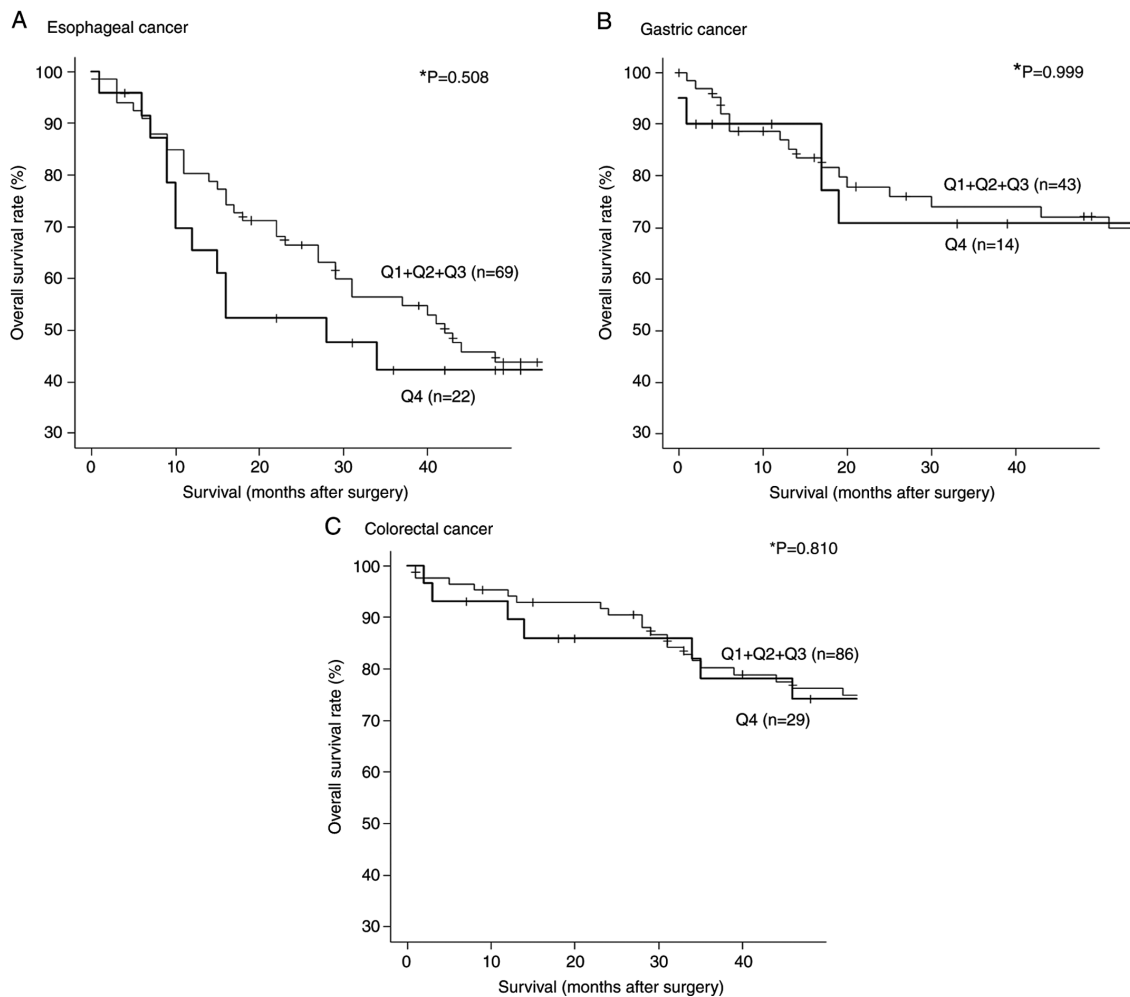 A Esophageal cancer
*P=0.508
100
90
80
70
60
50
40
30
Overall survival rate (%)
Q1+Q2+Q3 (n=69)
Q4 (n=22)
0 10 20 30 40
Survival (months after surgery)
B Gastric cancer
*P=0.999
100
90
80
70
60
50
40
30
Overall survival rate (%)
Q1+Q2+Q3 (n=43)
Q4 (n=14)
0 10 20 30 40
Survival (months after surgery)
C Colorectal cancer
*P=0.810
100
90
80
70
60
50
40
30
Overall survival rate (%)
Q1+Q2+Q3 (n=86)
Q4 (n=29)
0 10 20 30 40
Survival (months after surgery)